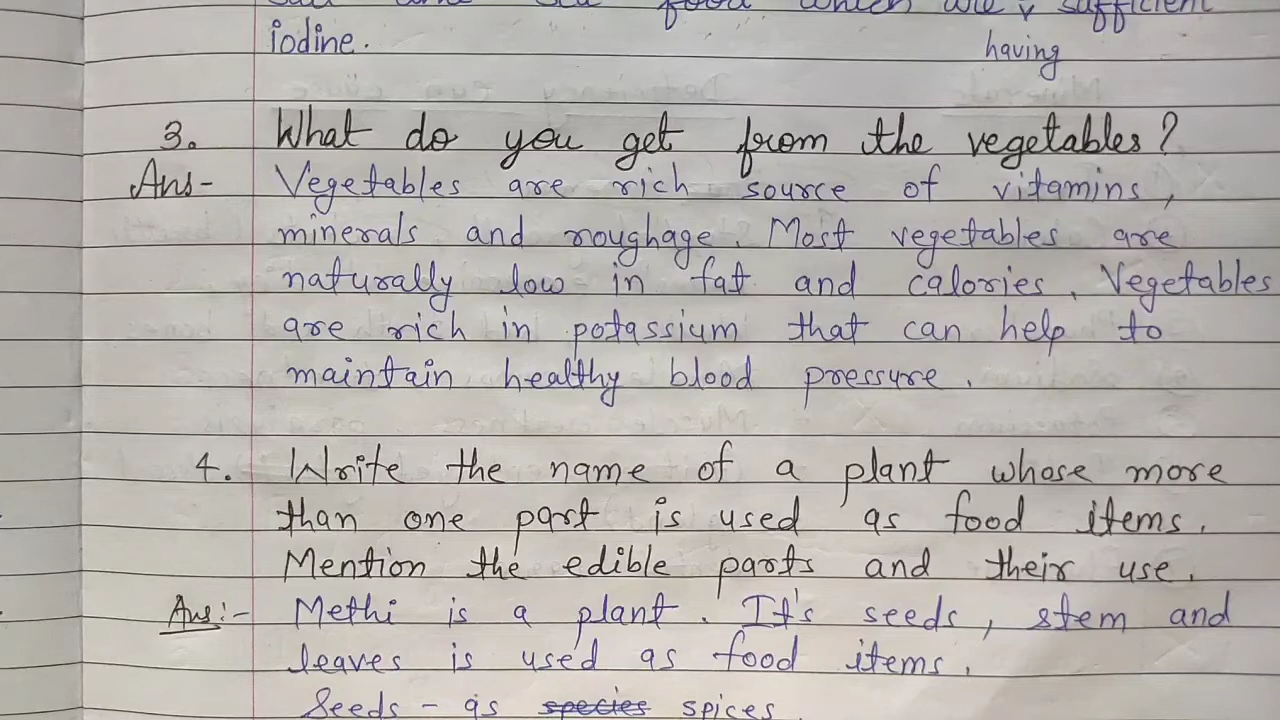 food which are sufficient
iodine. having
3. What do you get from the vegetables?
Ans- Vegetables are rich source of vitamins,
minerals and roughage. Most vegetables are
naturally low in fat and calories. Vegetables
are rich in potassium that can help to
maintain healthy blood pressure.
4. Write the name of a plant whose more
than one part is used as food items.
Mention the edible parts and their use.
Ans:- Methi is a plant. It's seeds, stem and
leaves is used as food items.
Seeds - as species spices.